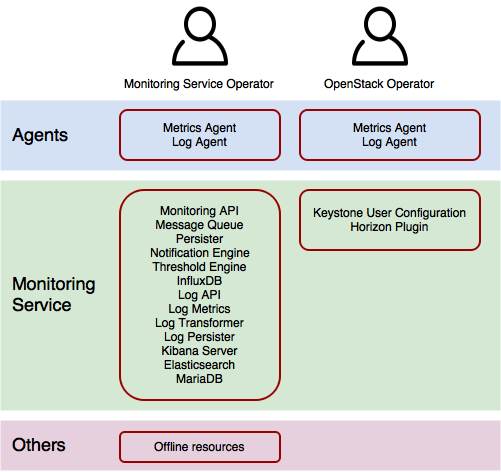 Monitoring Service Operator
OpenStack Operator
Agents
Metrics Agent
Log Agent
Metrics Agent
Log Agent
Monitoring
Service
Monitoring API
Message Queue
Persister
Notification Engine
Threshold Engine
InfluxDB
Log API
Log Metrics
Log Transformer
Log Persister
Kibana Server
Elasticsearch
MariaDB
Keystone User Configuration
Horizon Plugin
Others
Offline resources